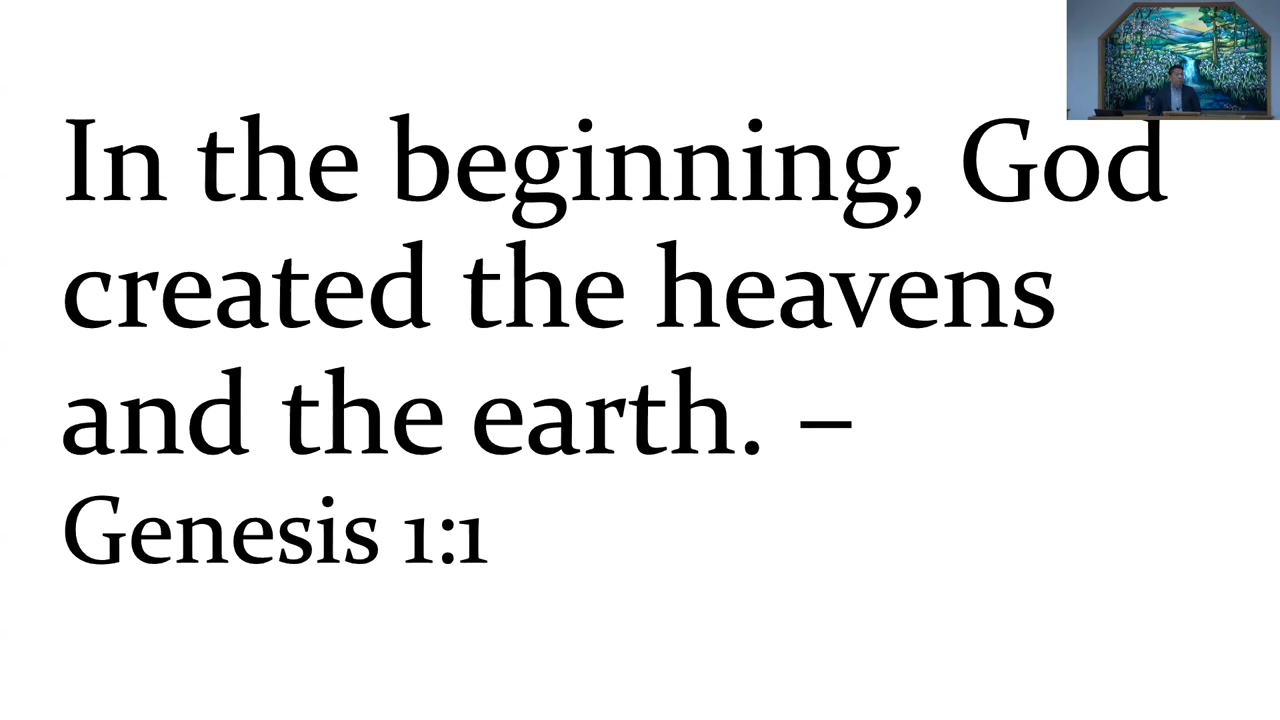 In the beginning, God
created the heavens
and the earth. –
Genesis 1:1